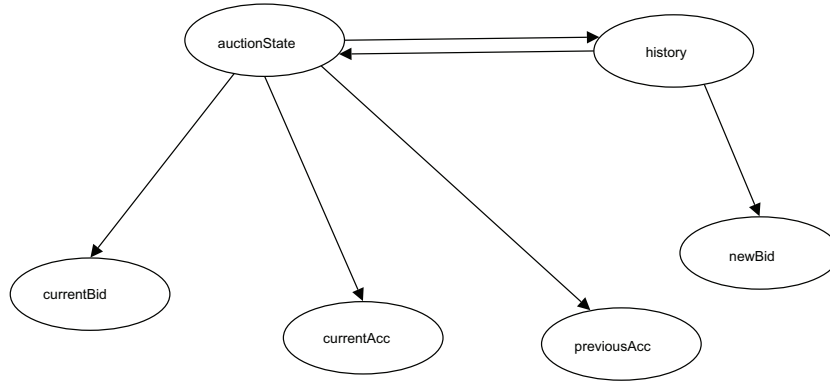 auctionState
history
newBid
currentBid
currentAcc
previousAcc